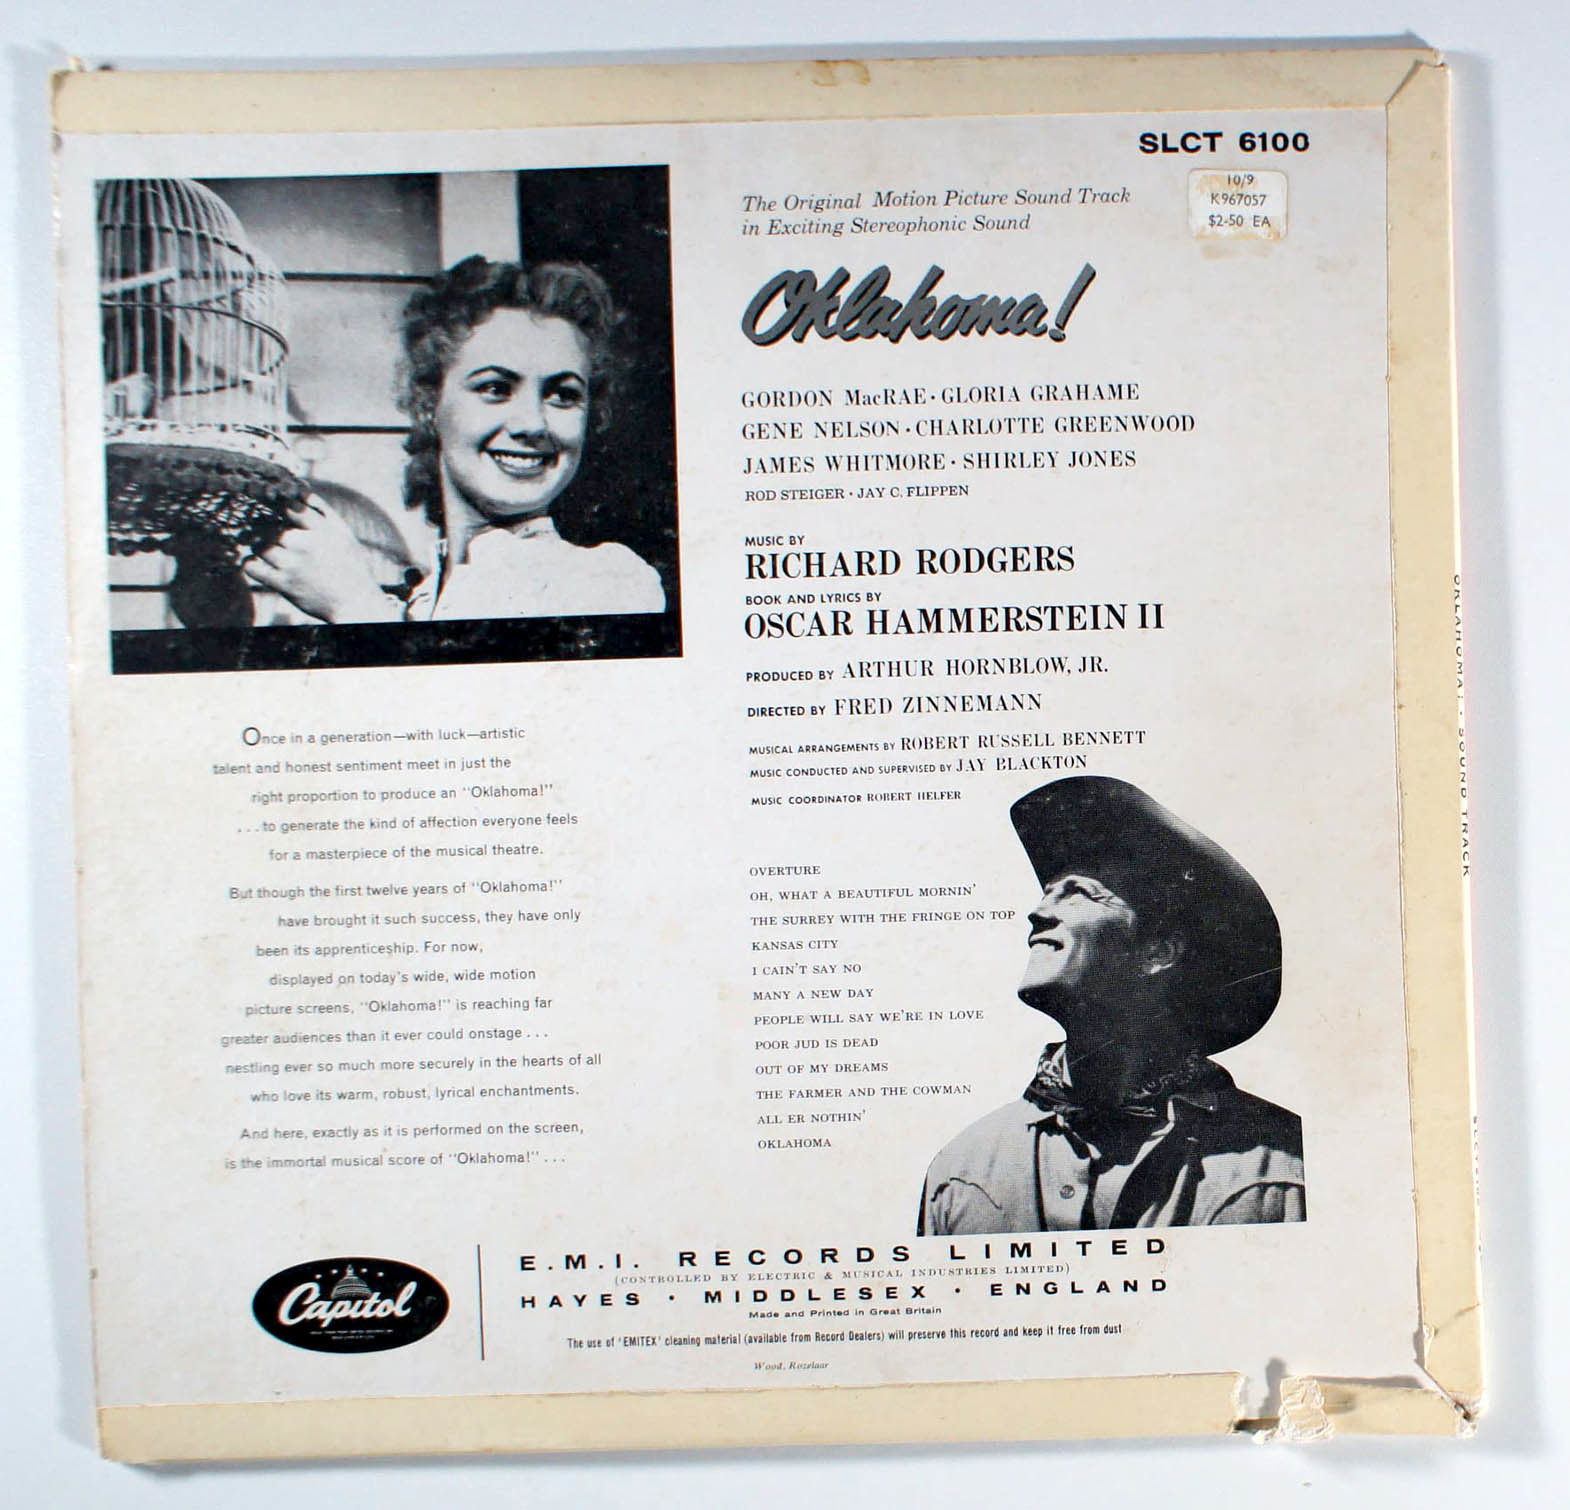 SLCT 6100
10/9
K967057
$2-50 EA
The Original Motion Picture Sound Track
in Exciting Stereophonic Sound
Oklahoma!
GORDON MacRAE · GLORIA GRAHAME
GENE NELSON · CHARLOTTE GREENWOOD
JAMES WHITMORE · SHIRLEY JONES
ROD STEIGER · JAY C. FLIPPEN
MUSIC BY
RICHARD RODGERS
BOOK AND LYRICS BY
OSCAR HAMMERSTEIN II
PRODUCED BY ARTHUR HORNBLOW, JR.
DIRECTED BY FRED ZINNEMANN
MUSICAL ARRANGEMENTS BY ROBERT RUSSELL BENNETT
MUSIC CONDUCTED AND SUPERVISED BY JAY BLACKTON
MUSIC COORDINATOR ROBERT HELFER
OVERTURE
OH, WHAT A BEAUTIFUL MORNIN'
THE SURREY WITH THE FRINGE ON TOP
KANSAS CITY
I CAIN'T SAY NO
MANY A NEW DAY
PEOPLE WILL SAY WE'RE IN LOVE
POOR JUD IS DEAD
OUT OF MY DREAMS
THE FARMER AND THE COWMAN
ALL ER NOTHIN'
OKLAHOMA
Once in a generation—with luck—artistic
talent and honest sentiment meet in just the
right proportion to produce an "Oklahoma!"
...to generate the kind of affection everyone feels
for a masterpiece of the musical theatre.
But though the first twelve years of "Oklahoma!"
have brought it such success, they have only
been its apprenticeship. For now,
displayed on today's wide, wide motion
picture screens, "Oklahoma!" is reaching far
greater audiences than it ever could onstage . . .
nestling ever so much more securely in the hearts of all
who love its warm, robust, lyrical enchantments.
And here, exactly as it is performed on the screen,
is the immortal musical score of "Oklahoma!" . . .
Capitol
E.M.I. RECORDS LIMITED
(CONTROLLED BY ELECTRIC & MUSICAL INDUSTRIES LIMITED)
HAYES · MIDDLESEX · ENGLAND
Made and Printed in Great Britain
The use of 'EMITEX' cleaning material (available from Record Dealers) will preserve this record and keep it free from dust
Wood, Rozelaar
OKLAHOMA! · SOUND TRACK